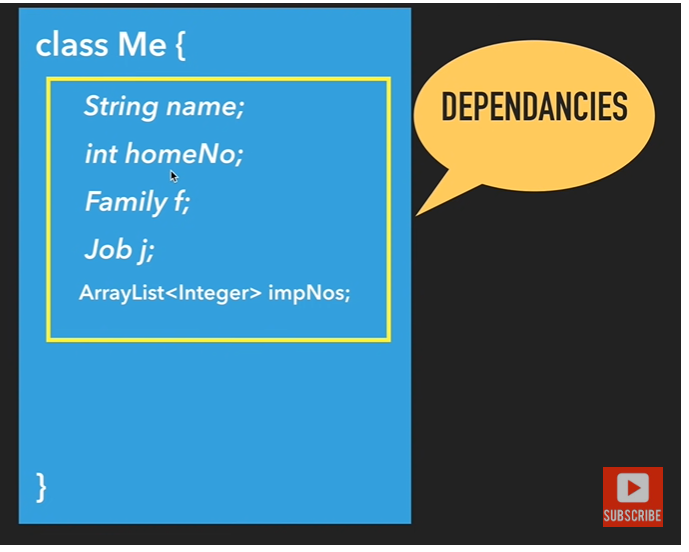 class Me {
String name;
DEPENDANCIES
int homeNo;
Family f;
Job j;
ArrayList<Integer> impNos;
}
SUBSCRIBE